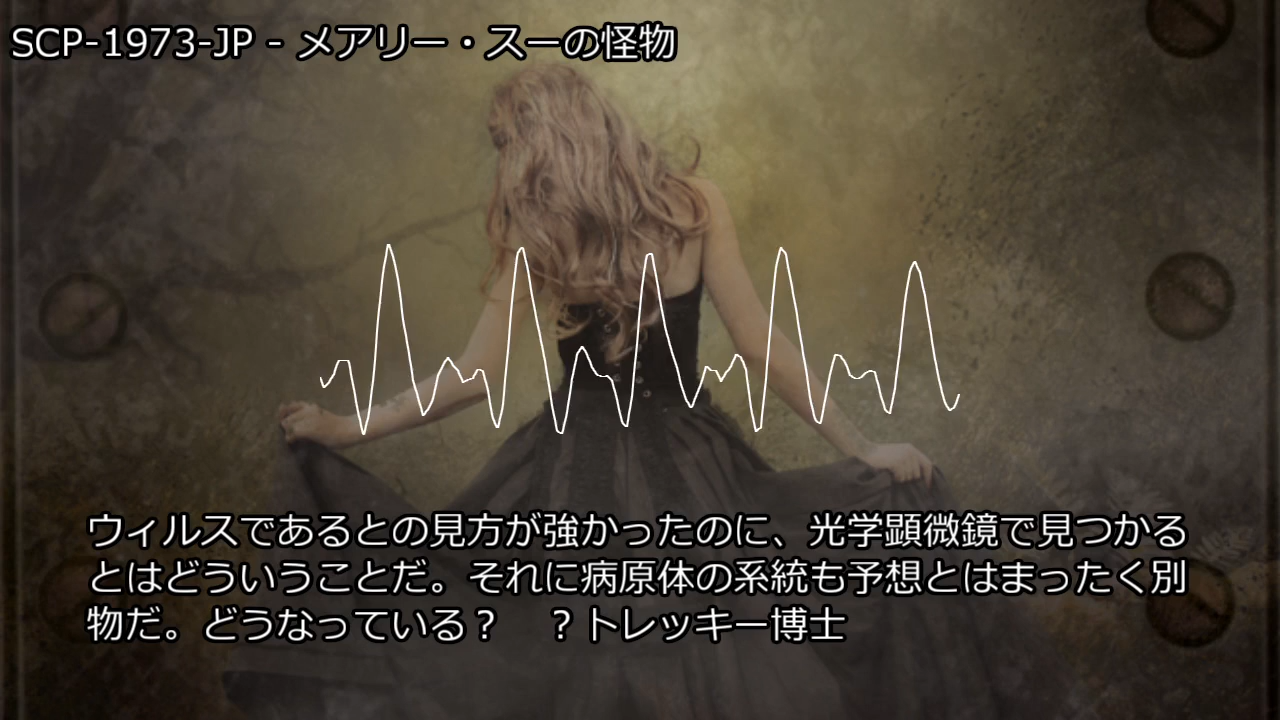 SCP-1973-JP - メアリー・スーの怪物
ウィルスであるとの見方が強かったのに、光学顕微鏡で見つかる
とはどういうことだ。それに病原体の系統も予想とはまったく別
物だ。どうなっている？　？トレッキー博士